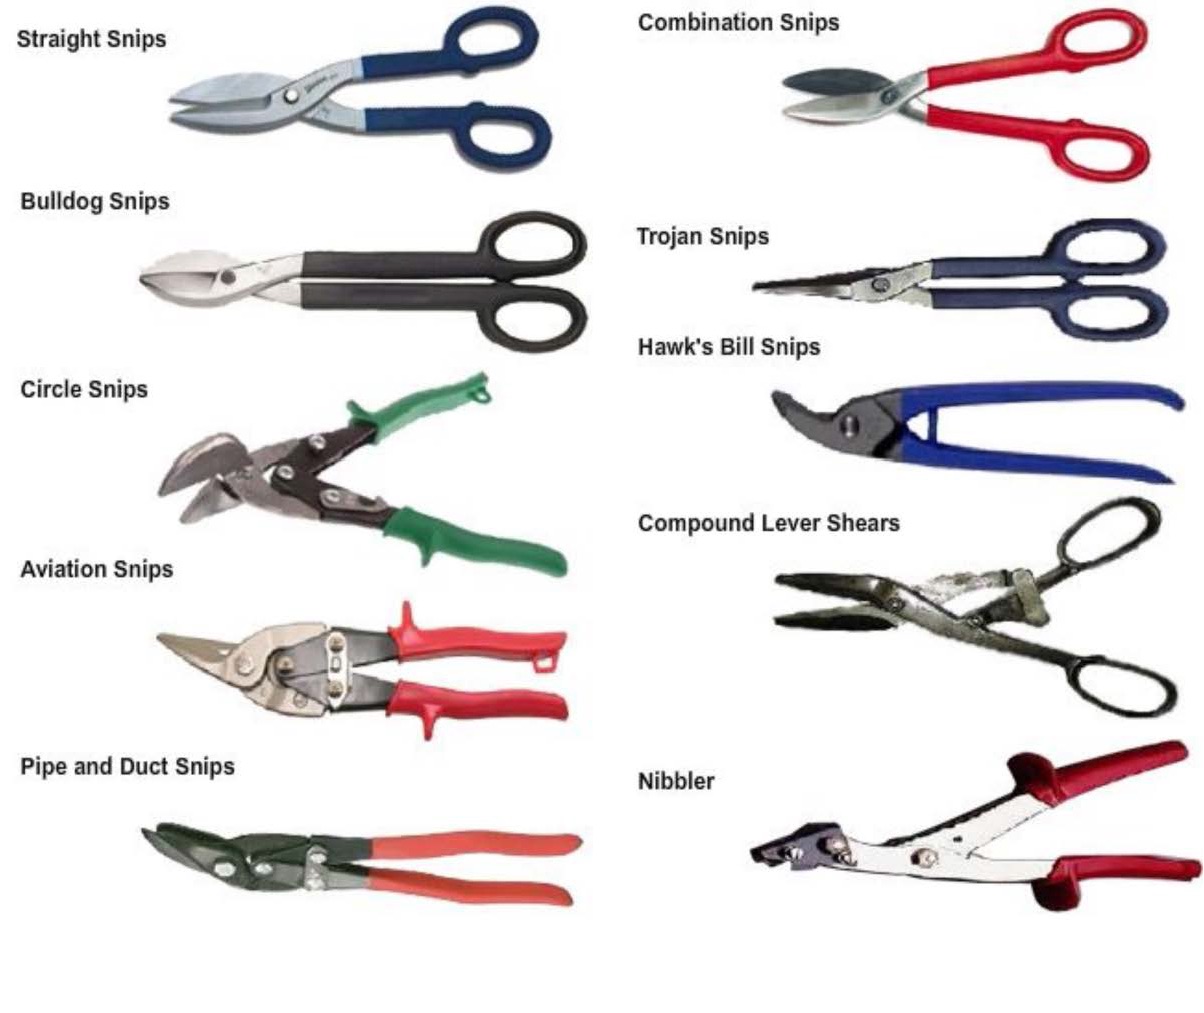 Straight Snips
Combination Snips
Bulldog Snips
Trojan Snips
Hawk's Bill Snips
Circle Snips
Compound Lever Shears
Aviation Snips
Pipe and Duct Snips
Nibbler